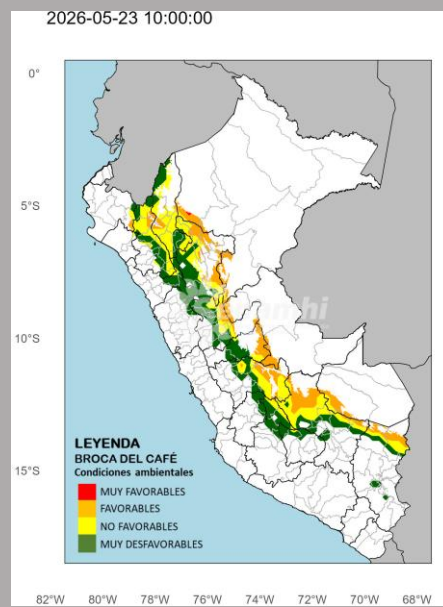 2026-05-23 10:00:00
0°
5°S
10°S
15°S
Senamhi
LEYENDA
BROCA DEL CAFÉ
Condiciones ambientales
MUY FAVORABLES
FAVORABLES
NO FAVORABLES
MUY DESFAVORABLES
82°W 80°W 78°W 76°W 74°W 72°W 70°W 68°W